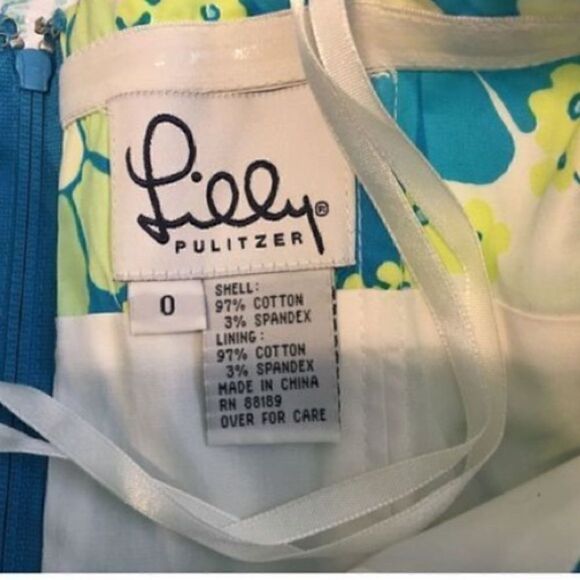 Lilly®
PULITZER
0
SHELL:
97% COTTON
3% SPANDEX
LINING:
97% COTTON
3% SPANDEX
MADE IN CHINA
RN 88189
OVER FOR CARE